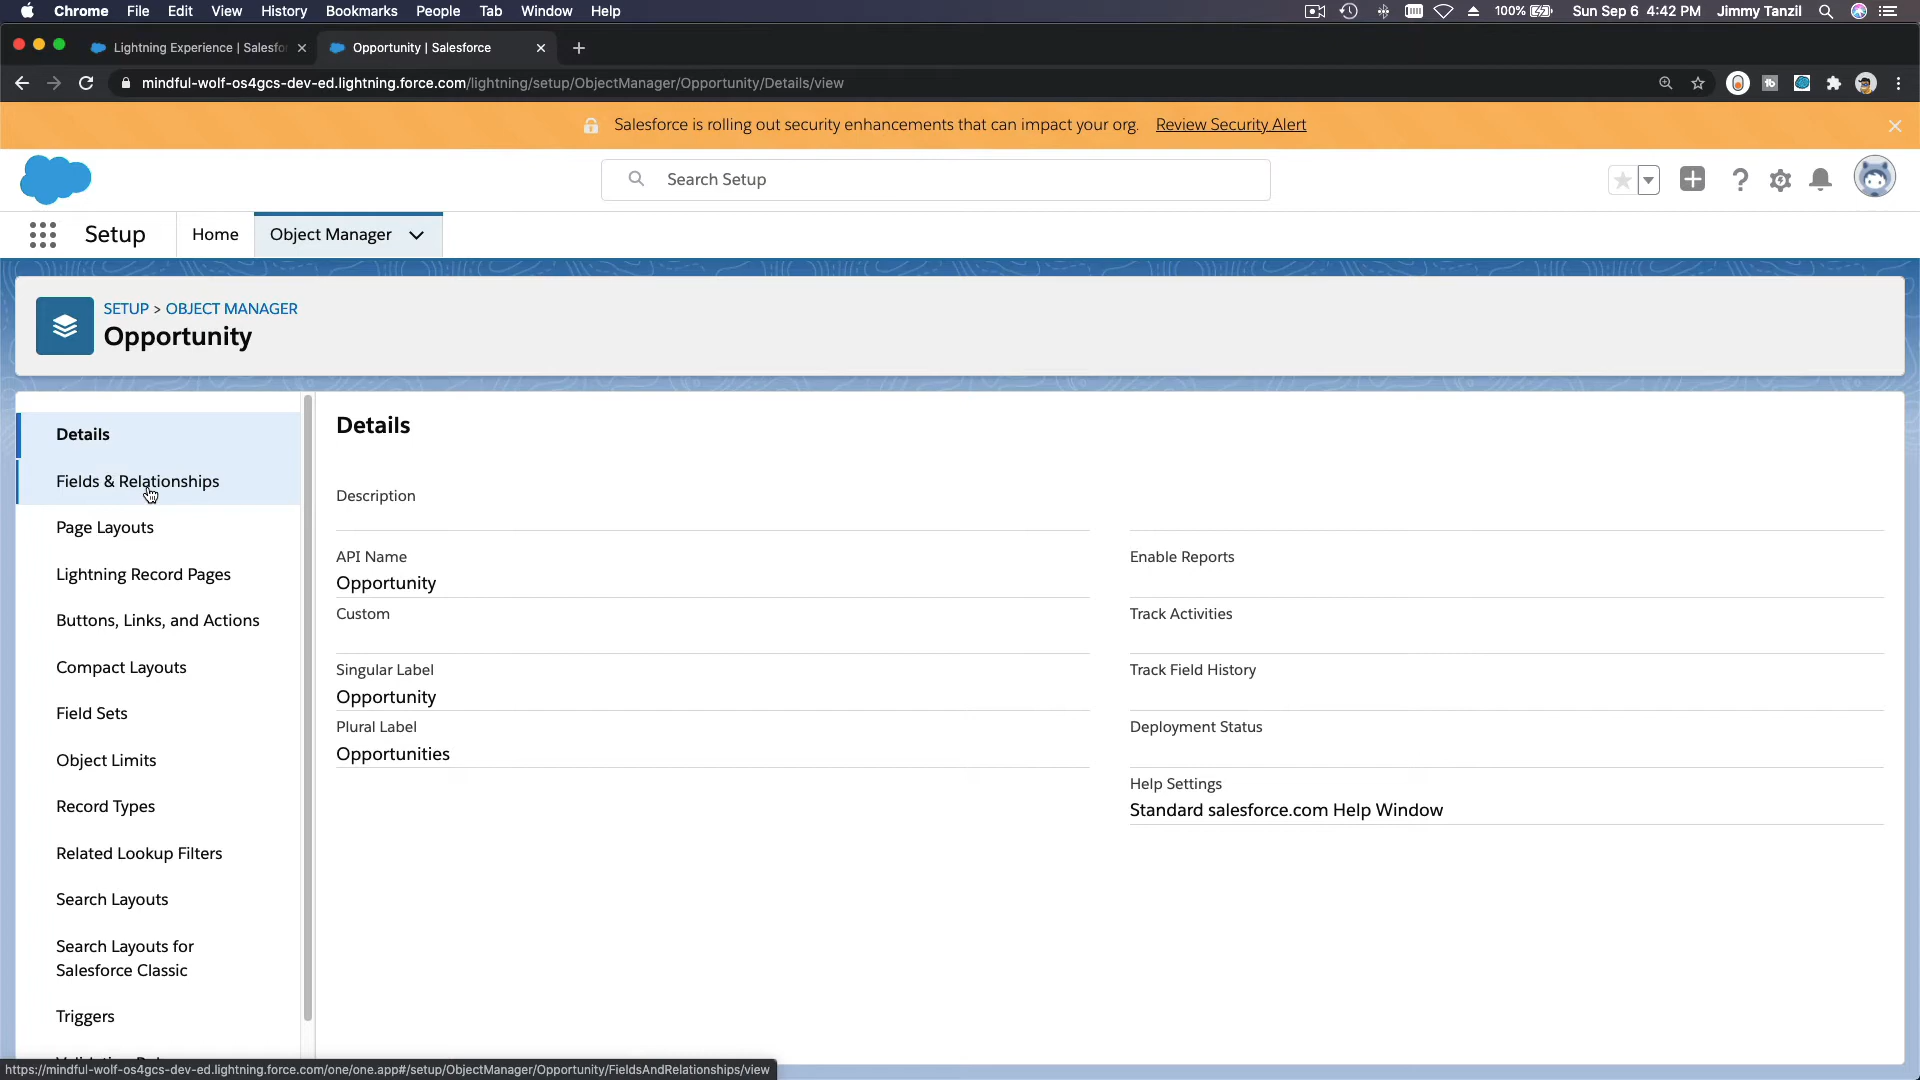 Chrome File Edit View History Bookmarks People Tab Window Help 100% Sun Sep 6 4:42 PM Jimmy Tanzil
Lightning Experience | Salesfo
Opportunity | Salesforce
mindful-wolf-os4gcs-dev-ed.lightning.force.com/lightning/setup/ObjectManager/Opportunity/Details/view
Salesforce is rolling out security enhancements that can impact your org. Review Security Alert
Search Setup
Setup Home Object Manager
SETUP > OBJECT MANAGER
Opportunity
Details
Fields & Relationships
Page Layouts
Lightning Record Pages
Buttons, Links, and Actions
Compact Layouts
Field Sets
Object Limits
Record Types
Related Lookup Filters
Search Layouts
Search Layouts for
Salesforce Classic
Triggers
Details
Description
API Name
Opportunity
Custom
Singular Label
Opportunity
Plural Label
Opportunities
Enable Reports
Track Activities
Track Field History
Deployment Status
Help Settings
Standard salesforce.com Help Window
https://mindful-wolf-os4gcs-dev-ed.lightning.force.com/one/one.app#/setup/ObjectManager/Opportunity/FieldsAndRelationships/view